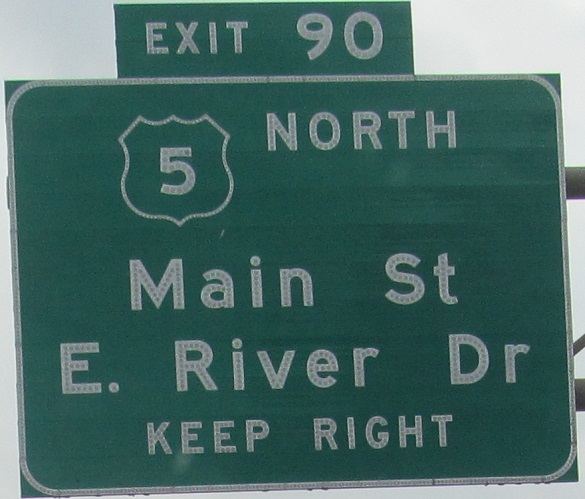 EXIT 90
5 NORTH
Main St
E. River Dr
KEEP RIGHT